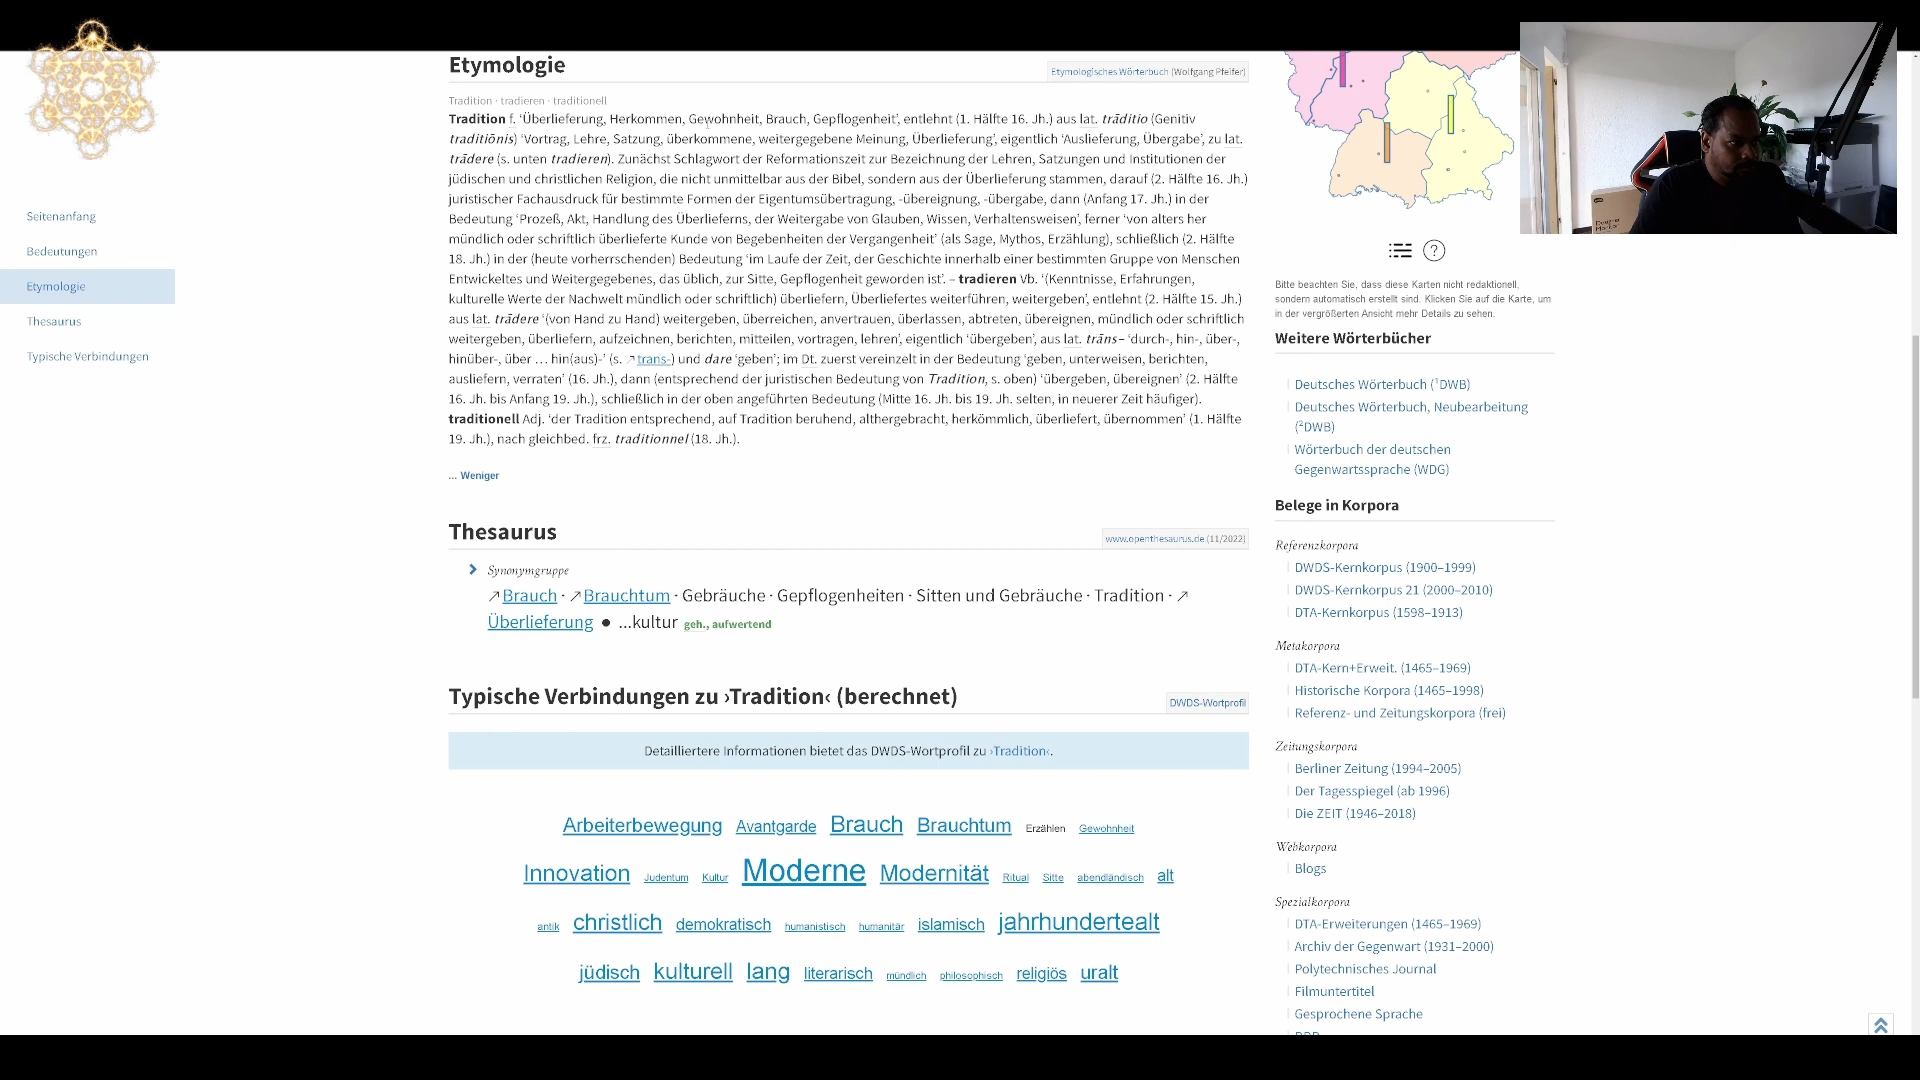 Etymologie
Etymologisches Wörterbuch (Wolfgang Pfeifer)
Tradition · tradieren · traditionell
Tradition f. ‘Überlieferung, Herkommen, Gewohnheit, Brauch, Gepflogenheit’, entlehnt (1. Hälfte 16. Jh.) aus lat. trāditio (Genitiv
traditiōnis) ‘Vortrag, Lehre, Satzung, überkommene, weitergegebene Meinung, Überlieferung’, eigentlich ‘Auslieferung, Übergabe’, zu lat.
trādere (s. unten tradieren). Zunächst Schlagwort der Reformationszeit zur Bezeichnung der Lehren, Satzungen und Institutionen der
jüdischen und christlichen Religion, die nicht unmittelbar aus der Bibel, sondern aus der Überlieferung stammen, darauf (2. Hälfte 16. Jh.)
juristischer Fachausdruck für bestimmte Formen der Eigentumsübertragung, -übereignung, -übergabe, dann (Anfang 17. Jh.) in der
Bedeutung ‘Prozeß, Akt, Handlung des Überlieferns, der Weitergabe von Glauben, Wissen, Verhaltensweisen’, ferner ‘von alters her
mündlich oder schriftlich überlieferte Kunde von Begebenheiten der Vergangenheit’ (als Sage, Mythos, Erzählung), schließlich (2. Hälfte
18. Jh.) in der (heute vorherrschenden) Bedeutung ‘im Laufe der Zeit, der Geschichte innerhalb einer bestimmten Gruppe von Menschen
Entwickeltes und Weitergegebenes, das üblich, zur Sitte, Gepflogenheit geworden ist’. – tradieren Vb. ‘(Kenntnisse, Erfahrungen,
kulturelle Werte der Nachwelt mündlich oder schriftlich) überliefern, Überliefertes weiterführen, weitergeben’, entlehnt (2. Hälfte 15. Jh.)
aus lat. trādere ‘(von Hand zu Hand) weitergeben, überreichen, anvertrauen, überlassen, abtreten, übereignen, mündlich oder schriftlich
weitergeben, überliefern, aufzeichnen, berichten, mitteilen, vortragen, lehren’, eigentlich ‘übergeben’, aus lat. trāns- ‘durch-, hin-, über-,
hinüber-, über … hin(aus)-’ (s. ↗trans-) und dare ‘geben’; im Dt. zuerst vereinzelt in der Bedeutung ‘geben, unterweisen, berichten,
ausliefern, verraten’ (16. Jh.), dann (entsprechend der juristischen Bedeutung von Tradition, s. oben) ‘übergeben, übereignen’ (2. Hälfte
16. Jh. bis Anfang 19. Jh.), schließlich in der oben angeführten Bedeutung (Mitte 16. Jh. bis 19. Jh. selten, in neuerer Zeit häufiger).
traditionell Adj. ‘der Tradition entsprechend, auf Tradition beruhend, althergebracht, herkömmlich, überliefert, übernommen’ (1. Hälfte
19. Jh.), nach gleichbed. frz. traditionnel (18. Jh.).
... Weniger
Thesaurus
www.openthesaurus.de (11/2022)
Synonymgruppe
↗Brauch · ↗Brauchtum · Gebräuche · Gepflogenheiten · Sitten und Gebräuche · Tradition · ↗
Überlieferung ● ...kultur geh., aufwertend
Typische Verbindungen zu ›Tradition‹ (berechnet)
DWDS-Wortprofil
Detailliertere Informationen bietet das DWDS-Wortprofil zu ›Tradition‹.
Arbeiterbewegung Avantgarde Brauch Brauchtum Erzählen Gewohnheit
Innovation Judentum Kultur Moderne Modernität Ritual Sitte abendländisch alt
antik christlich demokratisch humanistisch humanitär islamisch jahrhundertealt
jüdisch kulturell lang literarisch mündlich philosophisch religiös uralt
Seitenanfang
Bedeutungen
Etymologie
Thesaurus
Typische Verbindungen
?
Bitte beachten Sie, dass diese Karten nicht redaktionell,
sondern automatisch erstellt sind. Klicken Sie auf die Karte, um
in der vergrößerten Ansicht mehr Details zu sehen.
Weitere Wörterbücher
Deutsches Wörterbuch (¹DWB)
Deutsches Wörterbuch, Neubearbeitung
(²DWB)
Wörterbuch der deutschen
Gegenwartssprache (WDG)
Belege in Korpora
Referenzkorpora
DWDS-Kernkorpus (1900–1999)
DWDS-Kernkorpus 21 (2000–2010)
DTA-Kernkorpus (1598–1913)
Metakorpora
DTA-Kern+Erweit. (1465–1969)
Historische Korpora (1465–1998)
Referenz- und Zeitungskorpora (frei)
Zeitungskorpora
Berliner Zeitung (1994–2005)
Der Tagesspiegel (ab 1996)
Die ZEIT (1946–2018)
Webkorpora
Blogs
Spezialkorpora
DTA-Erweiterungen (1465–1969)
Archiv der Gegenwart (1931–2000)
Polytechnisches Journal
Filmuntertitel
Gesprochene Sprache